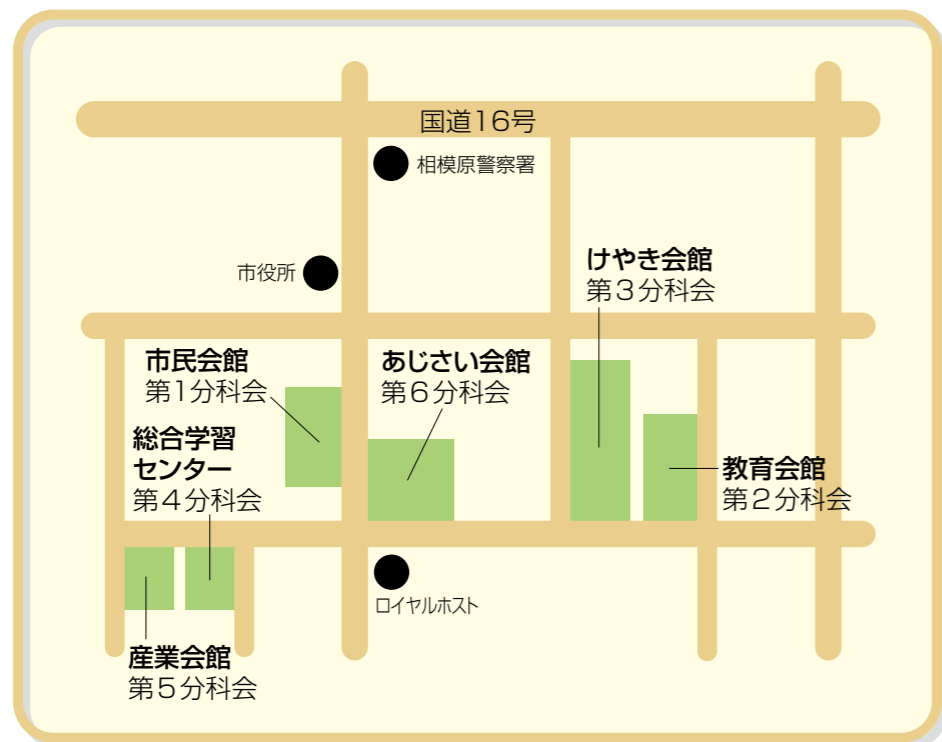 国道16号
相模原警察署
市役所
けやき会館
第3分科会
市民会館
第1分科会
あじさい会館
第6分科会
総合学習
センター
第4分科会
教育会館
第2分科会
ロイヤルホスト
産業会館
第5分科会